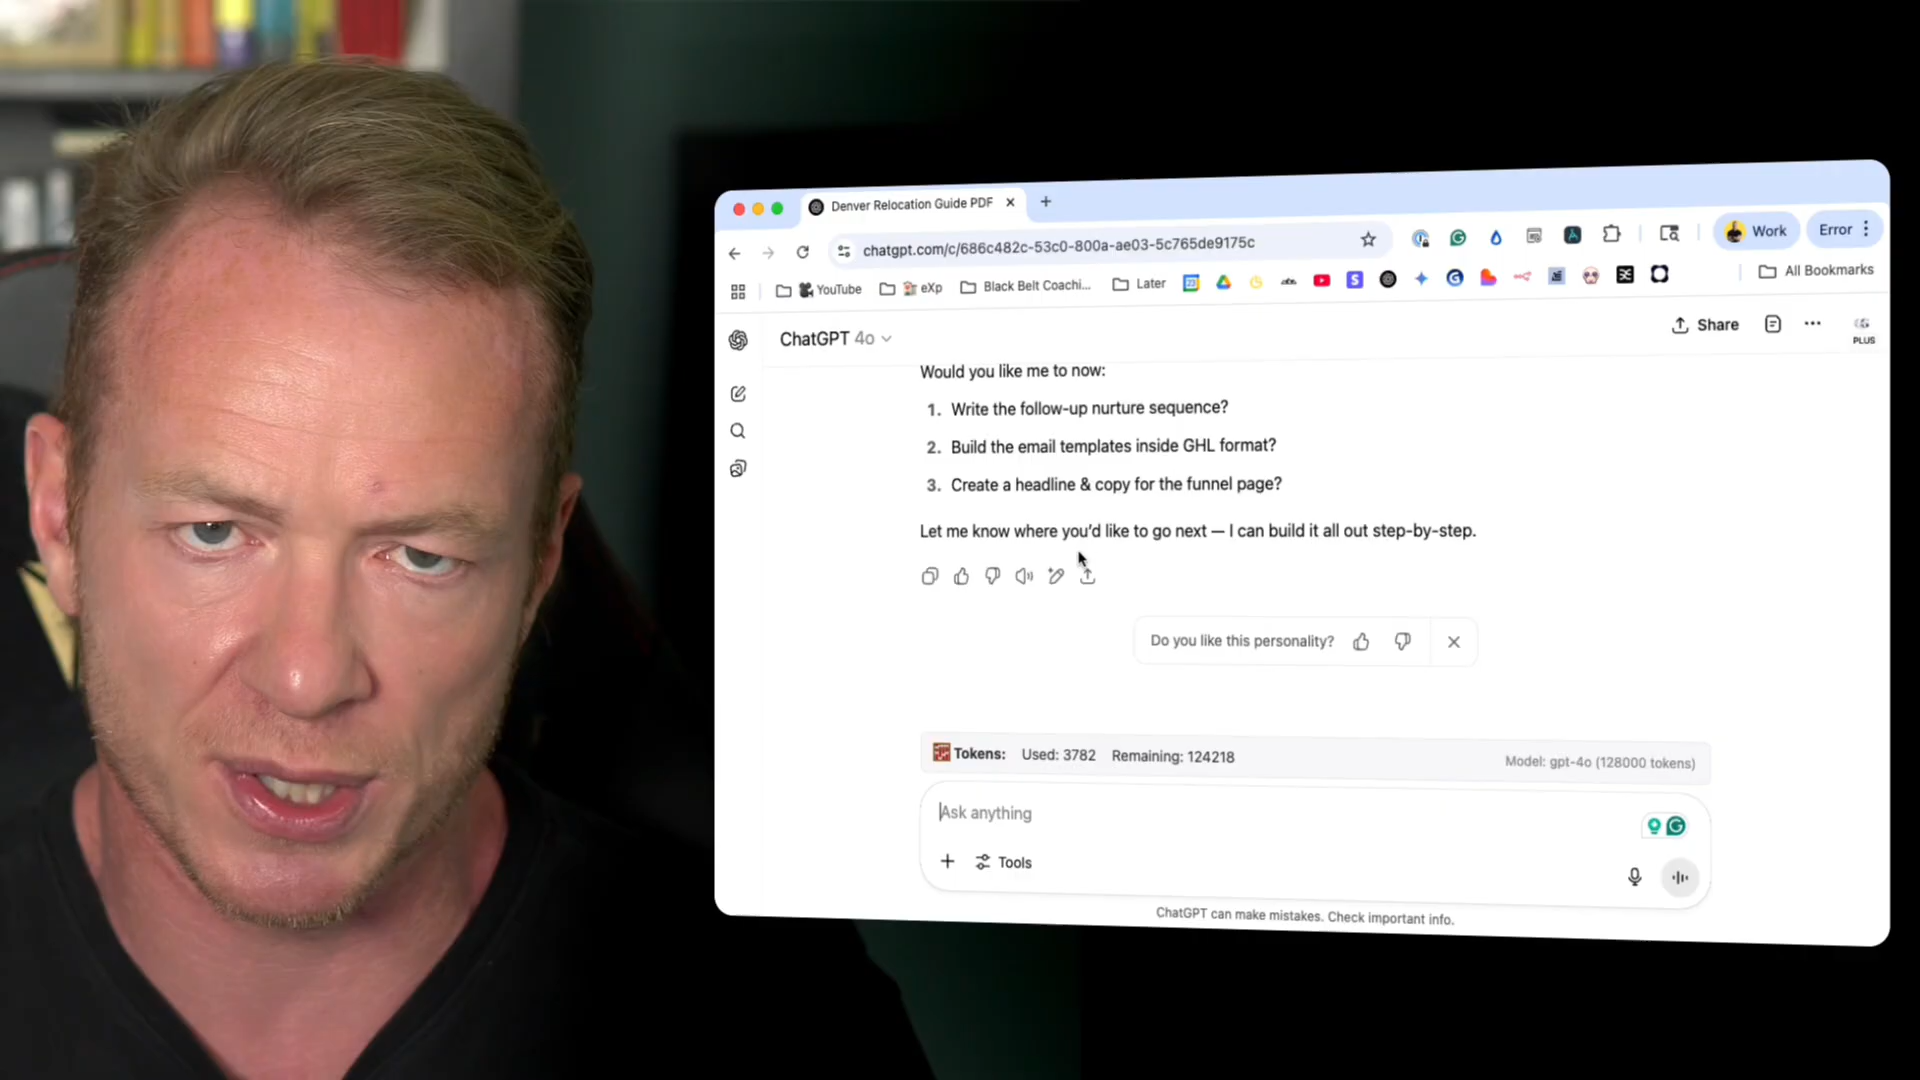 Denver Relocation Guide PDF
chatgpt.com/c/686c482c-53c0-800a-ae03-5c765de9175c
Work
Error
YouTube
eXp
Black Belt Coachi...
Later
All Bookmarks
ChatGPT 4o
Share
PLUS
Would you like me to now:
1. Write the follow-up nurture sequence?
2. Build the email templates inside GHL format?
3. Create a headline & copy for the funnel page?
Let me know where you'd like to go next — I can build it all out step-by-step.
Do you like this personality?
Tokens: Used: 3782 Remaining: 124218
Model: gpt-4o (128000 tokens)
Ask anything
Tools
ChatGPT can make mistakes. Check important info.